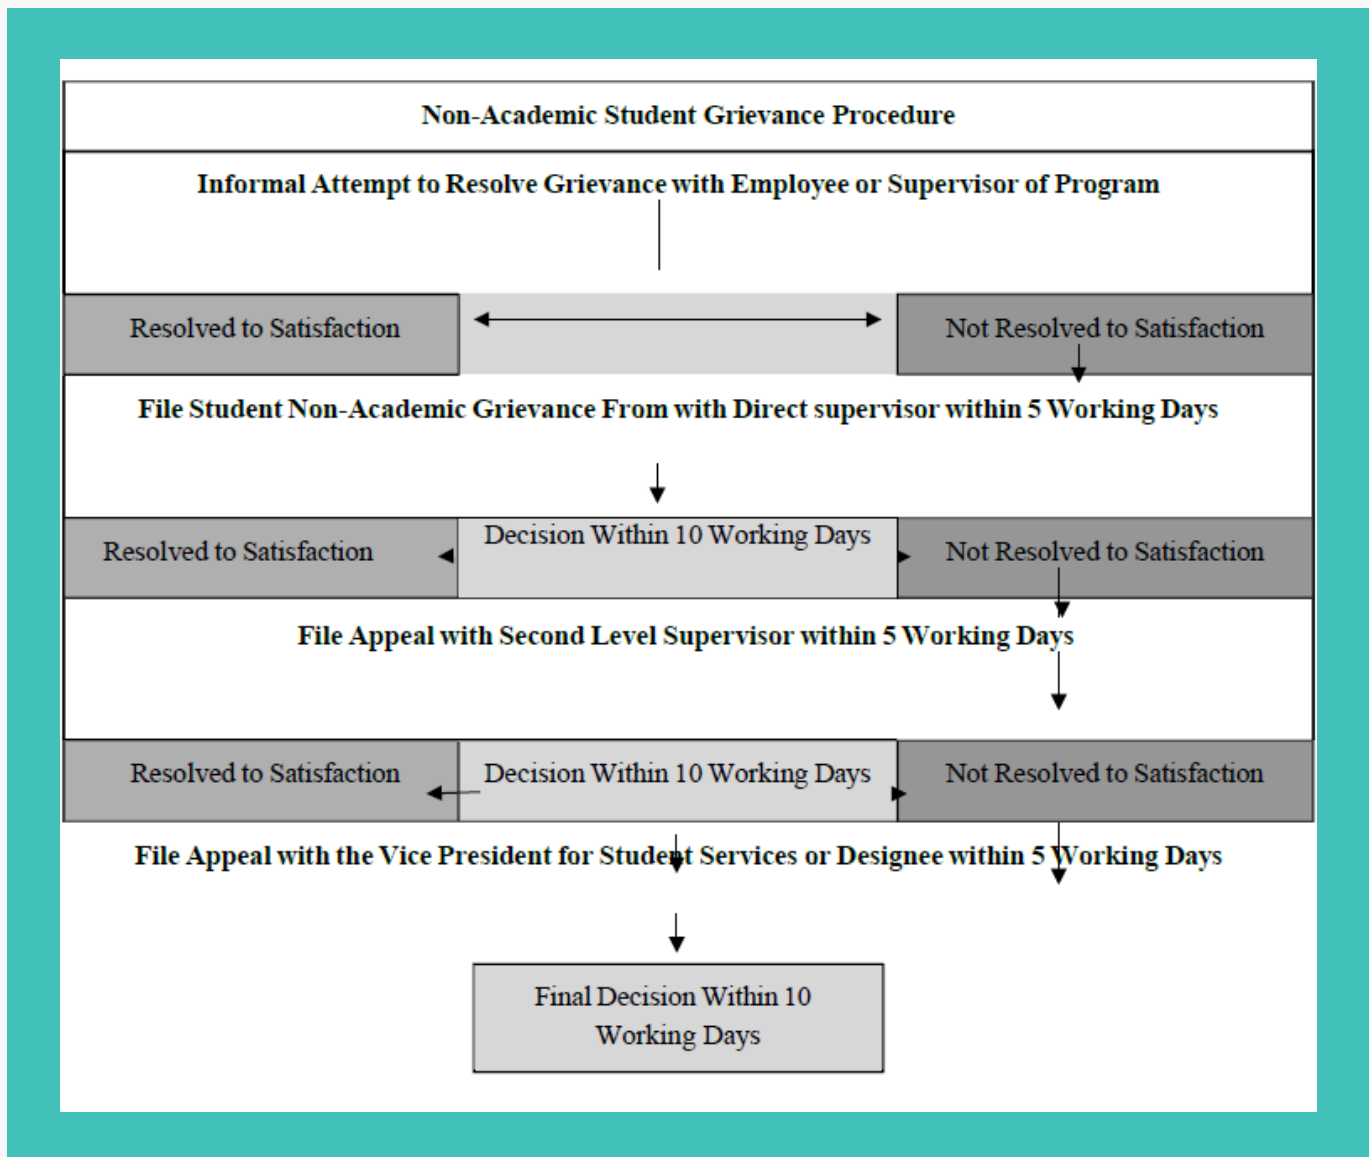 Non-Academic Student Grievance Procedure
Informal Attempt to Resolve Grievance with Employee or Supervisor of Program
Resolved to Satisfaction
Not Resolved to Satisfaction
File Student Non-Academic Grievance From with Direct supervisor within 5 Working Days
Resolved to Satisfaction
Decision Within 10 Working Days
Not Resolved to Satisfaction
File Appeal with Second Level Supervisor within 5 Working Days
Resolved to Satisfaction
Decision Within 10 Working Days
Not Resolved to Satisfaction
File Appeal with the Vice President for Student Services or Designee within 5 Working Days
Final Decision Within 10
Working Days